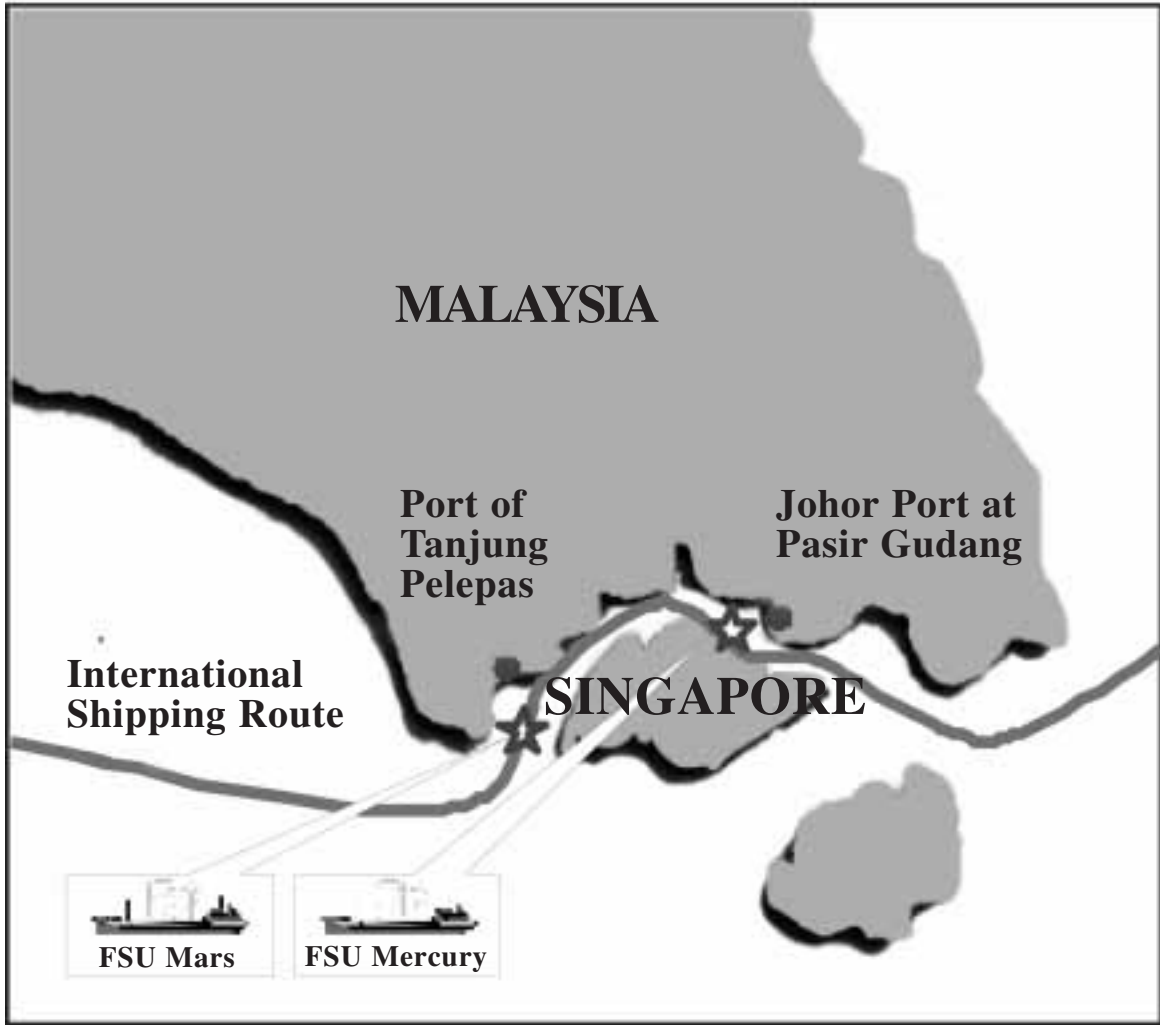 MALAYSIA
Port of
Tanjung
Pelepas
Johor Port at
Pasir Gudang
International
Shipping Route
SINGAPORE
FSU Mars
FSU Mercury